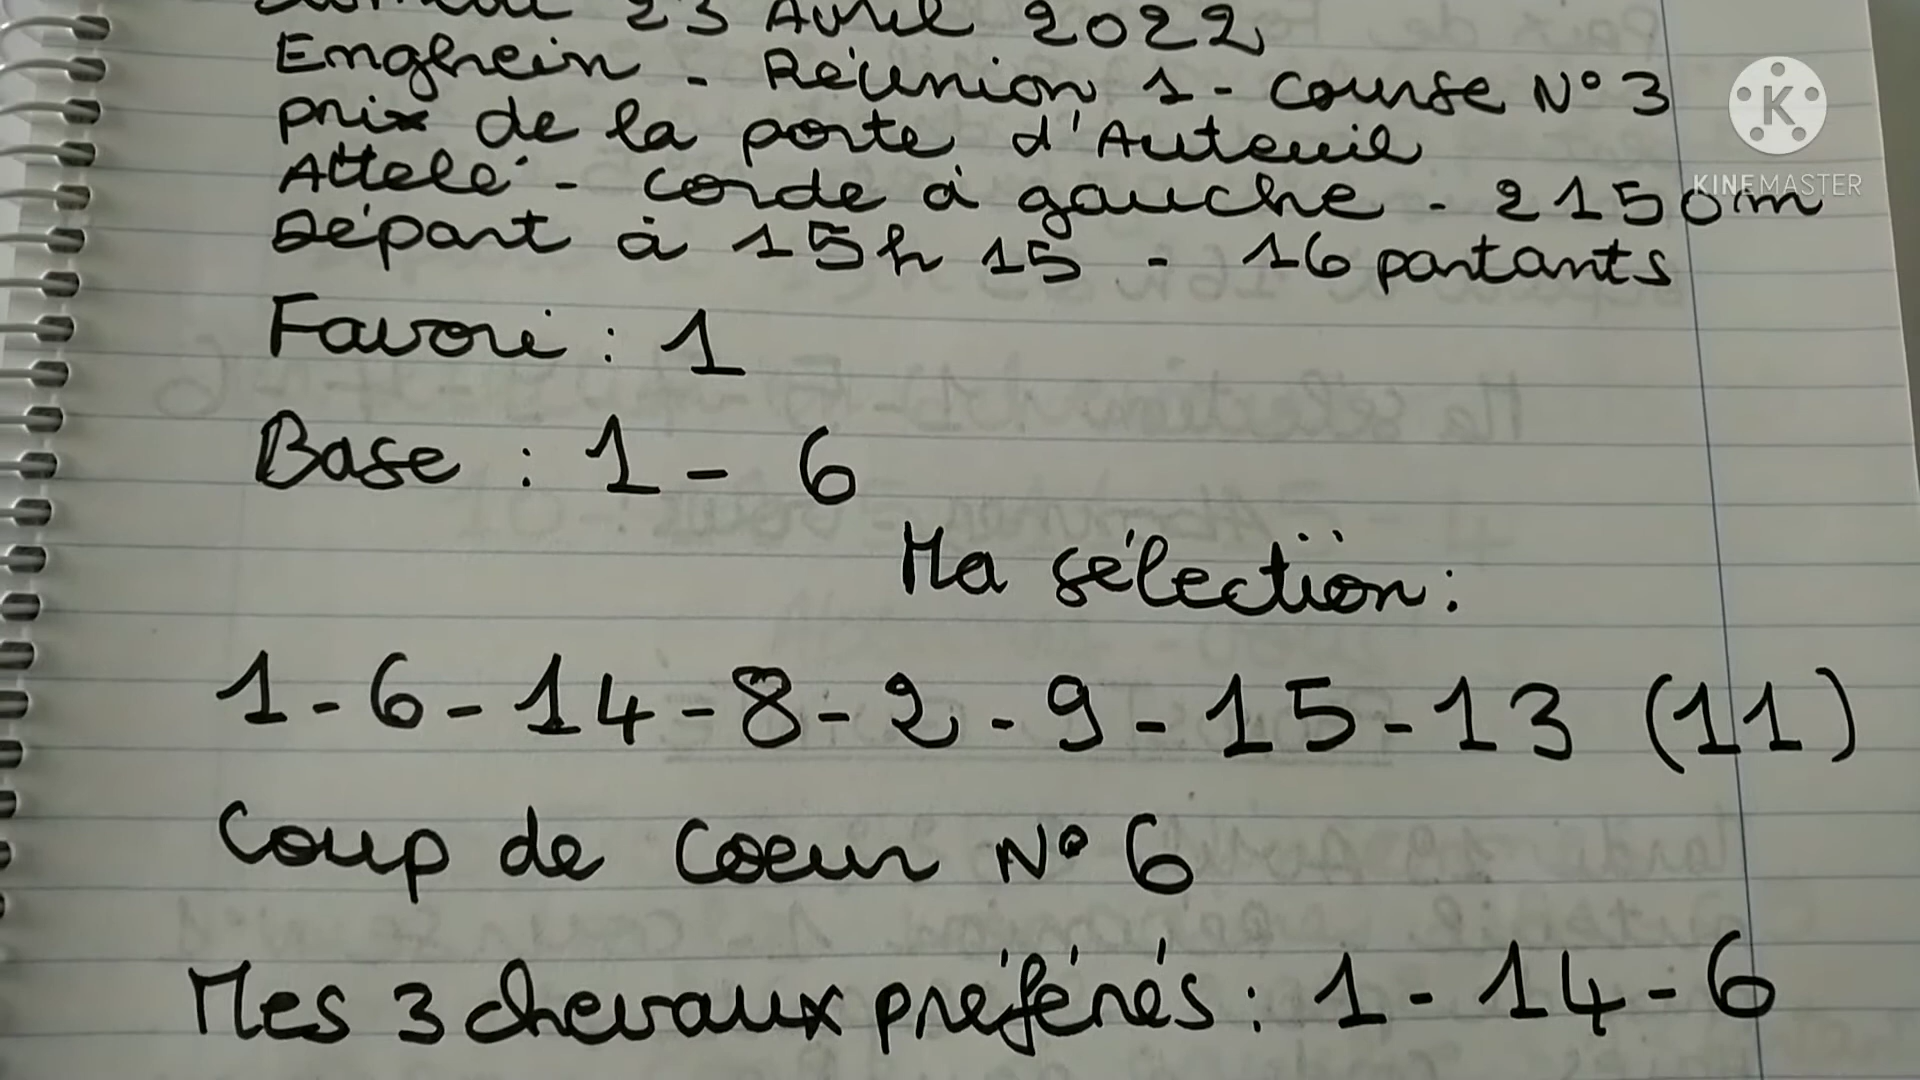 Samedi 23 Avril 2022
Enghein - Réunion 1 - course N° 3
prix de la porte d'Auteuil
Attelé - corde à gauche - 2150m
Départ à 15h15 - 16 partants
Favori : 1
Base : 1 - 6
Ma sélection :
1 - 6 - 14 - 8 - 2 - 9 - 15 - 13 (11)
Coup de coeur N° 6
Mes 3 chevaux préférés : 1 - 14 - 6
K
KINEMASTER